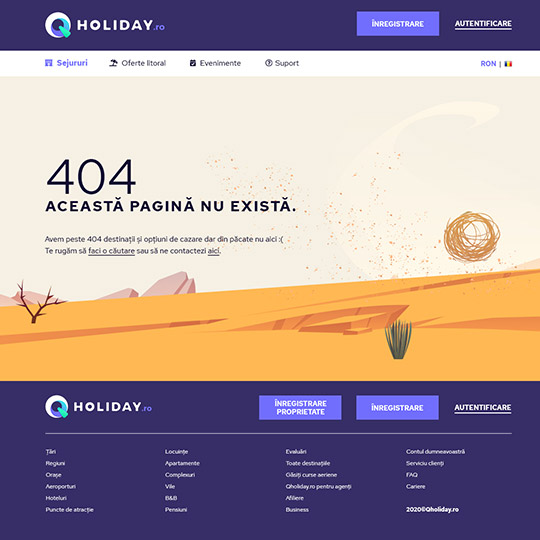 Q HOLIDAY.ro
ÎNREGISTRARE
AUTENTIFICARE
Sejururi
Oferte litoral
Evenimente
Suport
RON |
404
ACEASTĂ PAGINĂ NU EXISTĂ.
Avem peste 404 destinații și opțiuni de cazare dar din păcate nu aici :(
Te rugăm să faci o căutare sau să ne contactezi aici.
Q HOLIDAY.ro
ÎNREGISTRARE
PROPRIETATE
ÎNREGISTRARE
AUTENTIFICARE
Țări
Regiuni
Orașe
Aeroporturi
Hoteluri
Puncte de atracție
Locuințe
Apartamente
Complexuri
Vile
B&B
Pensiuni
Evaluări
Toate destinațiile
Găsiți curse aeriene
Qholiday.ro pentru agenți
Afiliere
Business
Contul dumneavoastră
Serviciu clienți
FAQ
Cariere
2020©Qholiday.ro